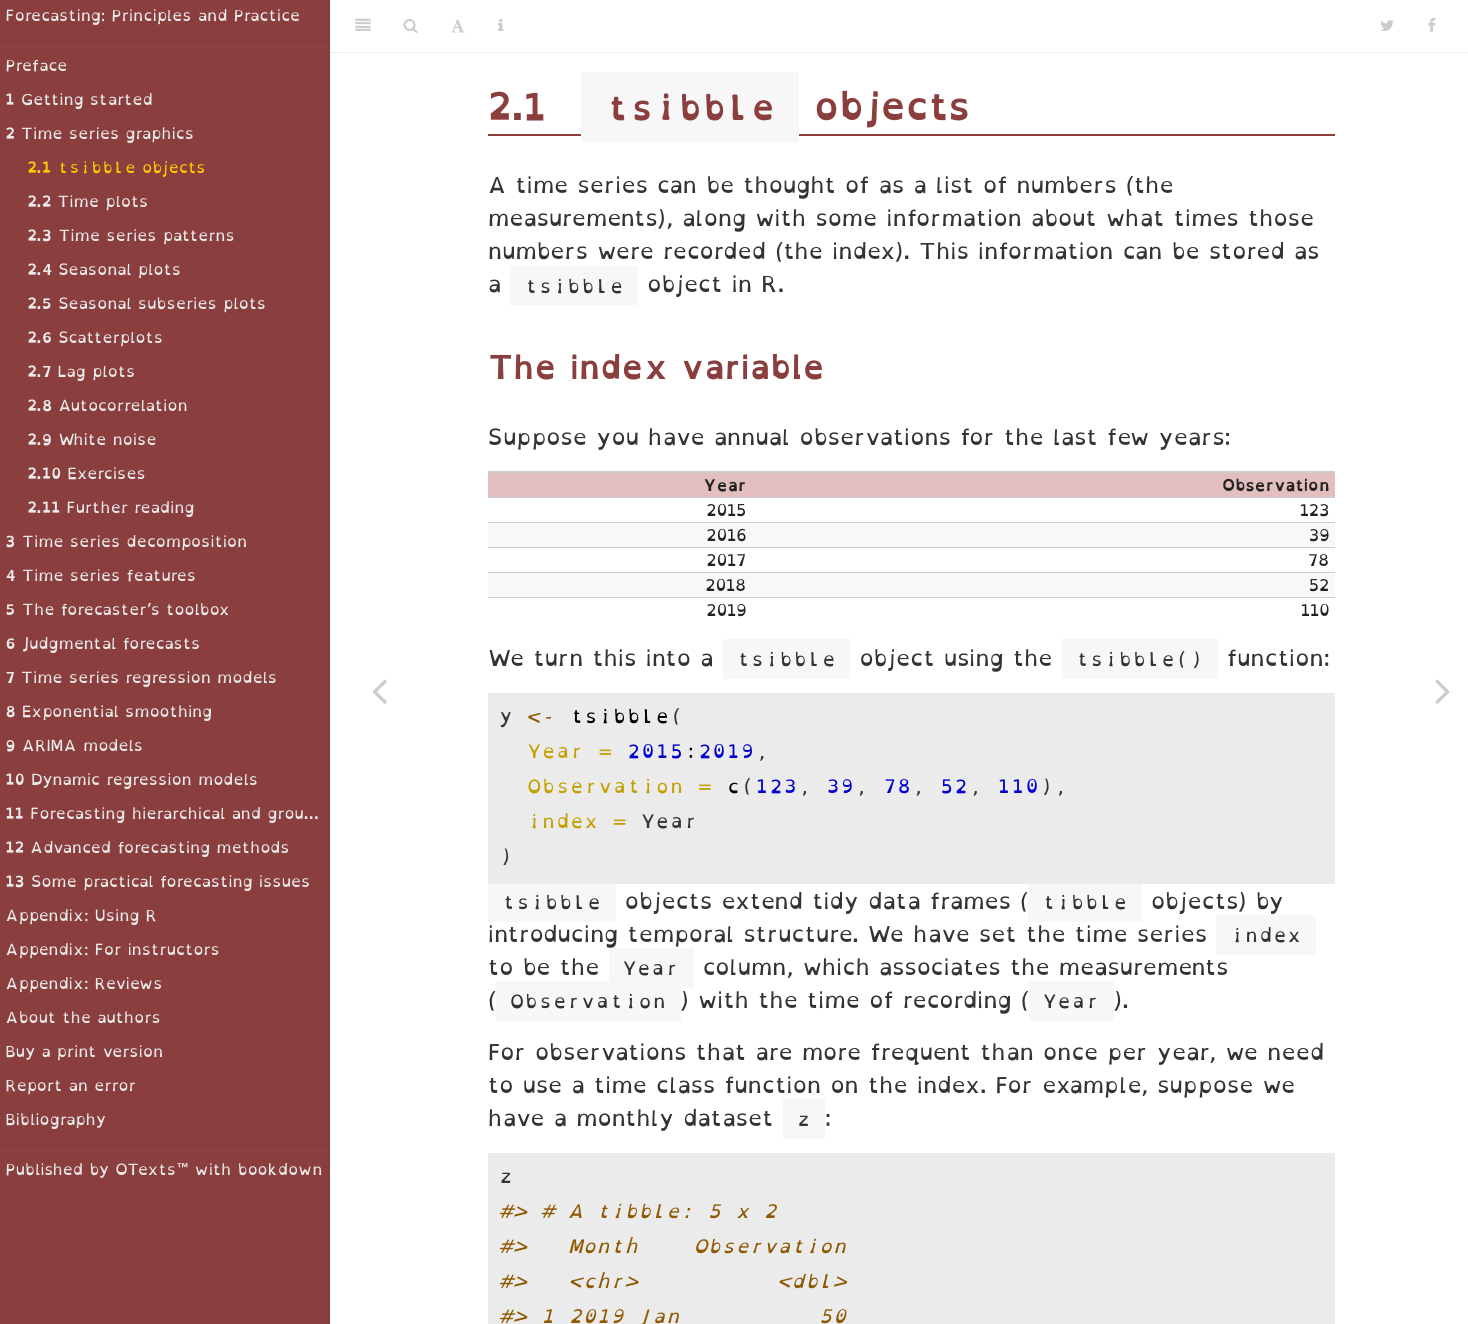 Forecasting: Principles and Practice
Preface
1 Getting started
2 Time series graphics
2.1 tsibble objects
2.2 Time plots
2.3 Time series patterns
2.4 Seasonal plots
2.5 Seasonal subseries plots
2.6 Scatterplots
2.7 Lag plots
2.8 Autocorrelation
2.9 White noise
2.10 Exercises
2.11 Further reading
3 Time series decomposition
4 Time series features
5 The forecaster's toolbox
6 Judgmental forecasts
7 Time series regression models
8 Exponential smoothing
9 ARIMA models
10 Dynamic regression models
11 Forecasting hierarchical and grou...
12 Advanced forecasting methods
13 Some practical forecasting issues
Appendix: Using R
Appendix: For instructors
Appendix: Reviews
About the authors
Buy a print version
Report an error
Bibliography
Published by OTexts™ with bookdown
2.1 tsibble objects
A time series can be thought of as a list of numbers (the
measurements), along with some information about what times those
numbers were recorded (the index). This information can be stored as
a tsibble object in R.
The index variable
Suppose you have annual observations for the last few years:
Year Observation
2015 123
2016 39
2017 78
2018 52
2019 110
We turn this into a tsibble object using the tsibble() function:
y <- tsibble(
  Year = 2015:2019,
  Observation = c(123, 39, 78, 52, 110),
  index = Year
)
tsibble objects extend tidy data frames (tibble objects) by
introducing temporal structure. We have set the time series index
to be the Year column, which associates the measurements
(Observation) with the time of recording (Year).
For observations that are more frequent than once per year, we need
to use a time class function on the index. For example, suppose we
have a monthly dataset z:
z
#> # A tibble: 5 x 2
#>   Month    Observation
#>   <chr>          <dbl>
#> 1 2019 Jan          50